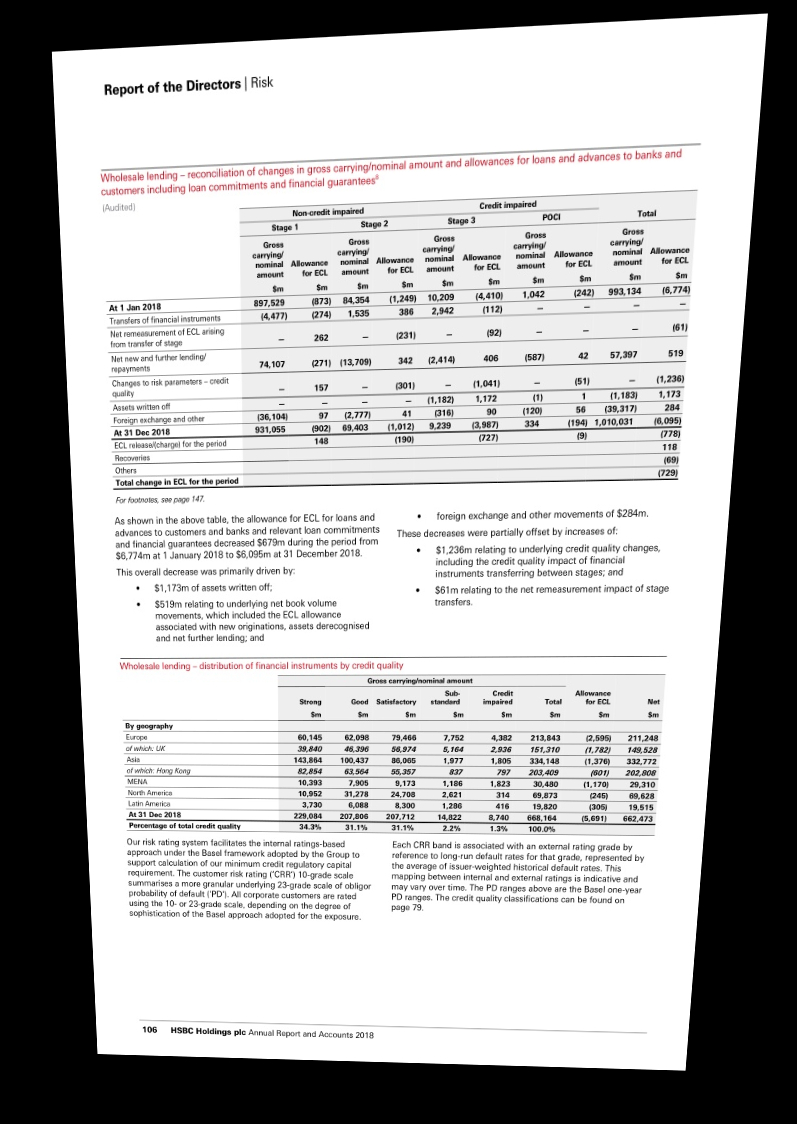 Report of the Directors | Risk
Wholesale lending – reconciliation of changes in gross carrying/nominal amount and allowances for loans and advances to banks and
customers including loan commitments and financial guarantees⁸
(Audited)
Non-credit impaired Credit impaired
Stage 1 Stage 2 Stage 3 POCI Total
Gross carrying/ nominal amount Allowance for ECL Gross carrying/ nominal amount Allowance for ECL Gross carrying/ nominal amount Allowance for ECL Gross carrying/ nominal amount Allowance for ECL Gross carrying/ nominal amount Allowance for ECL
$m $m $m $m $m $m $m $m $m $m
At 1 Jan 2018 897,529 (873) 84,354 (1,249) 10,209 (4,410) 1,042 (242) 993,134 (6,774)
Transfers of financial instruments (4,477) (274) 1,535 386 2,942 (112) – – – –
Net remeasurement of ECL arising
from transfer of stage – 262 – (231) – (92) – – – (61)
Net new and further lending/
repayments 74,107 (271) (13,709) 342 (2,414) 406 (587) 42 57,397 519
Changes to risk parameters – credit
quality – 157 – (301) – (1,041) – (51) – (1,236)
Assets written off – – – – (1,182) 1,172 (1) 1 (1,183) 1,173
Foreign exchange and other (36,104) 97 (2,777) 41 (316) 90 (120) 56 (39,317) 284
At 31 Dec 2018 931,055 (902) 69,403 (1,012) 9,239 (3,987) 334 (194) 1,010,031 (6,095)
ECL release/(charge) for the period 148 (190) (727) (9) (778)
Recoveries 118
Others (69)
Total change in ECL for the period (729)
For footnotes, see page 147.
As shown in the above table, the allowance for ECL for loans and
advances to customers and banks and relevant loan commitments
and financial guarantees decreased $679m during the period from
$6,774m at 1 January 2018 to $6,095m at 31 December 2018.
This overall decrease was primarily driven by:
• $1,173m of assets written off;
• $519m relating to underlying net book volume
movements, which included the ECL allowance
associated with new originations, assets derecognised
and net further lending; and
• foreign exchange and other movements of $284m.
These decreases were partially offset by increases of:
• $1,236m relating to underlying credit quality changes,
including the credit quality impact of financial
instruments transferring between stages; and
• $61m relating to the net remeasurement impact of stage
transfers.
Wholesale lending – distribution of financial instruments by credit quality
Gross carrying/nominal amount
Strong Good Satisfactory Sub- standard Credit impaired Total Allowance for ECL Net
$m $m $m $m $m $m $m $m
By geography
Europe 60,145 62,098 79,466 7,752 4,382 213,843 (2,595) 211,248
of which: UK 39,840 46,396 56,974 5,164 2,936 151,310 (1,782) 149,528
Asia 143,864 100,437 86,065 1,977 1,805 334,148 (1,376) 332,772
of which: Hong Kong 82,854 63,564 55,357 837 797 203,409 (601) 202,808
MENA 10,393 7,905 9,173 1,186 1,823 30,480 (1,170) 29,310
North America 10,952 31,278 24,708 2,621 314 69,873 (245) 69,628
Latin America 3,730 6,088 8,300 1,286 416 19,820 (305) 19,515
At 31 Dec 2018 229,084 207,806 207,712 14,822 8,740 668,164 (5,691) 662,473
Percentage of total credit quality 34.3% 31.1% 31.1% 2.2% 1.3% 100.0%
Our risk rating system facilitates the internal ratings-based
approach under the Basel framework adopted by the Group to
support calculation of our minimum credit regulatory capital
requirement. The customer risk rating ('CRR') 10-grade scale
summarises a more granular underlying 23-grade scale of obligor
probability of default ('PD'). All corporate customers are rated
using the 10- or 23-grade scale, depending on the degree of
sophistication of the Basel approach adopted for the exposure.
Each CRR band is associated with an external rating grade by
reference to long-run default rates for that grade, represented by
the average of issuer-weighted historical default rates. This
mapping between internal and external ratings is indicative and
may vary over time. The PD ranges above are the Basel one-year
PD ranges. The credit quality classifications can be found on
page 79.
106 HSBC Holdings plc Annual Report and Accounts 2018